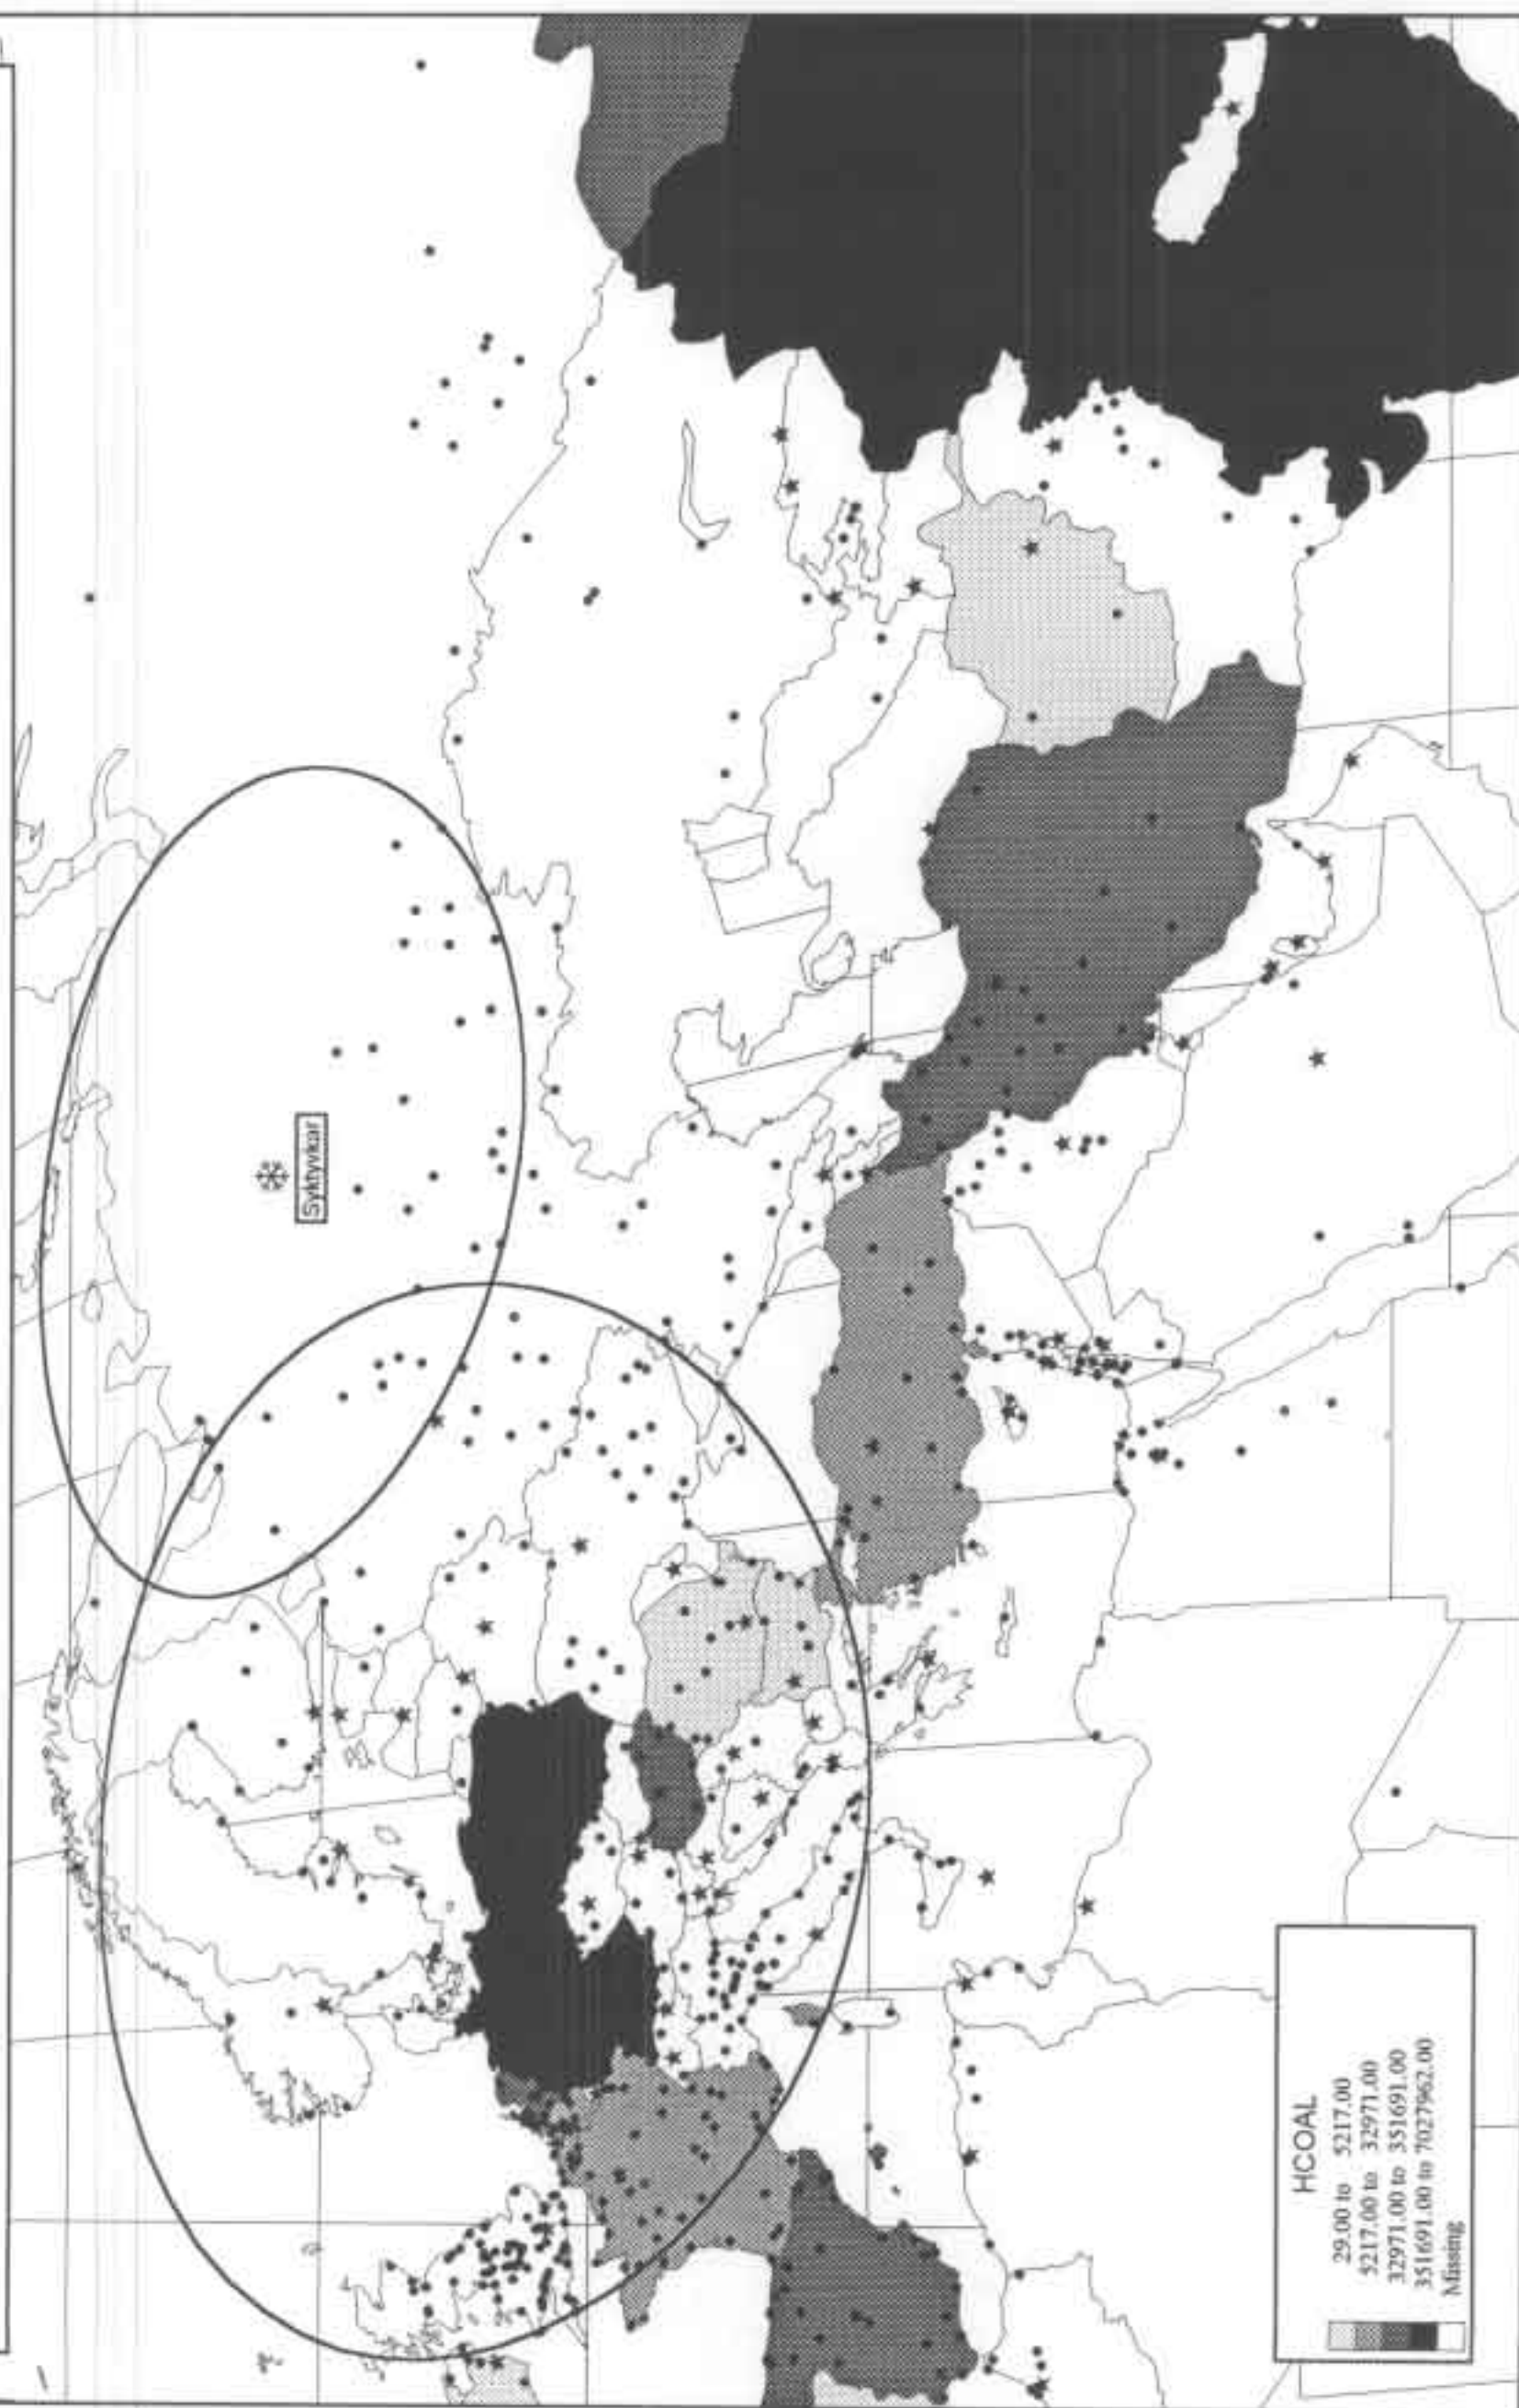 Syktyvkar
HCOAL
29.00 to 5217.00
5217.00 to 32971.00
32971.00 to 351691.00
351691.00 to 7027962.00
Missing